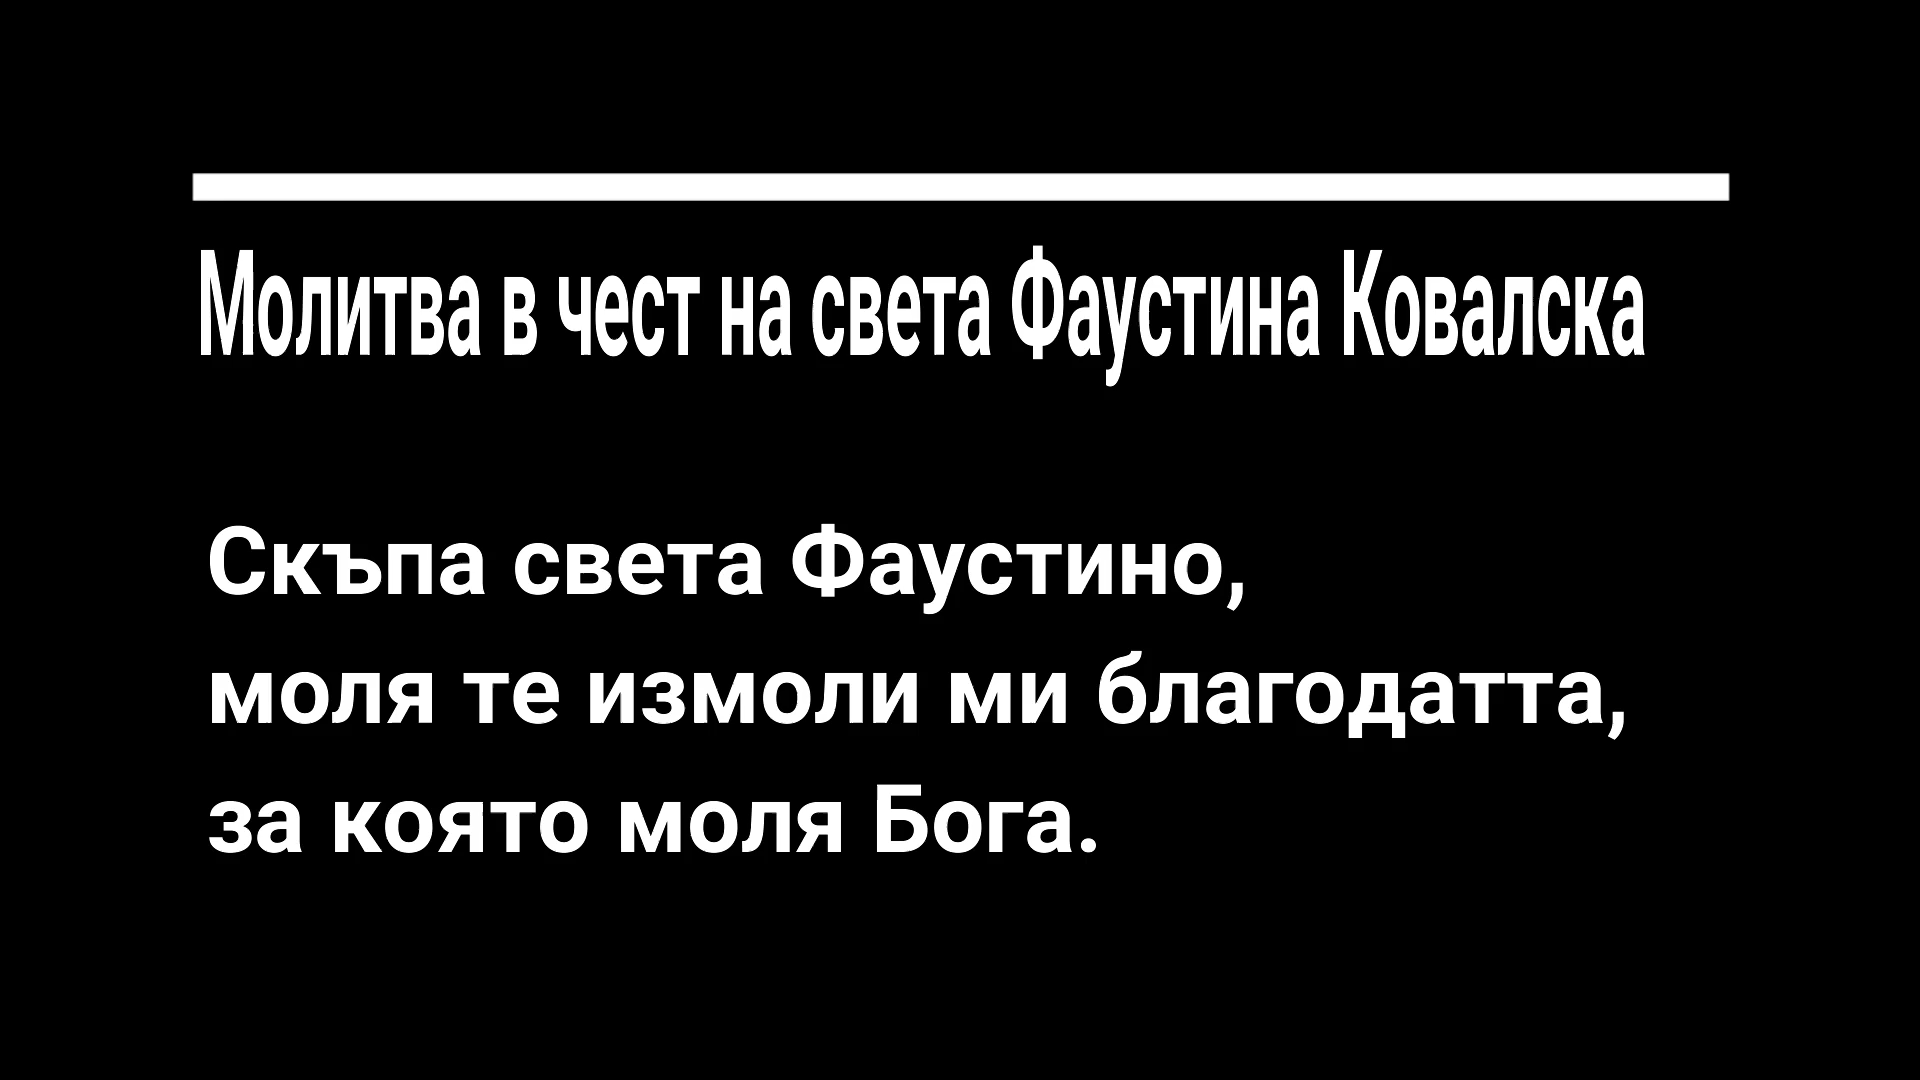 Молитва в чест на света Фаустина Ковалска
Скъпа света Фаустино,
моля те измоли ми благодатта,
за която моля Бога.